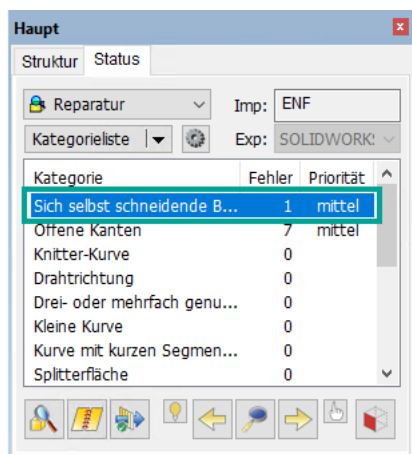 Haupt
Struktur Status
Reparatur Imp: ENF
Kategorieliste Exp: SOLIDWORK:
Kategorie Fehler Priorität
Sich selbst schneidende B... 1 mittel
Offene Kanten 7 mittel
Knitter-Kurve 0
Drahtrichtung 0
Drei- oder mehrfach genu... 0
Kleine Kurve 0
Kurve mit kurzen Segmen... 0
Splitterfläche 0